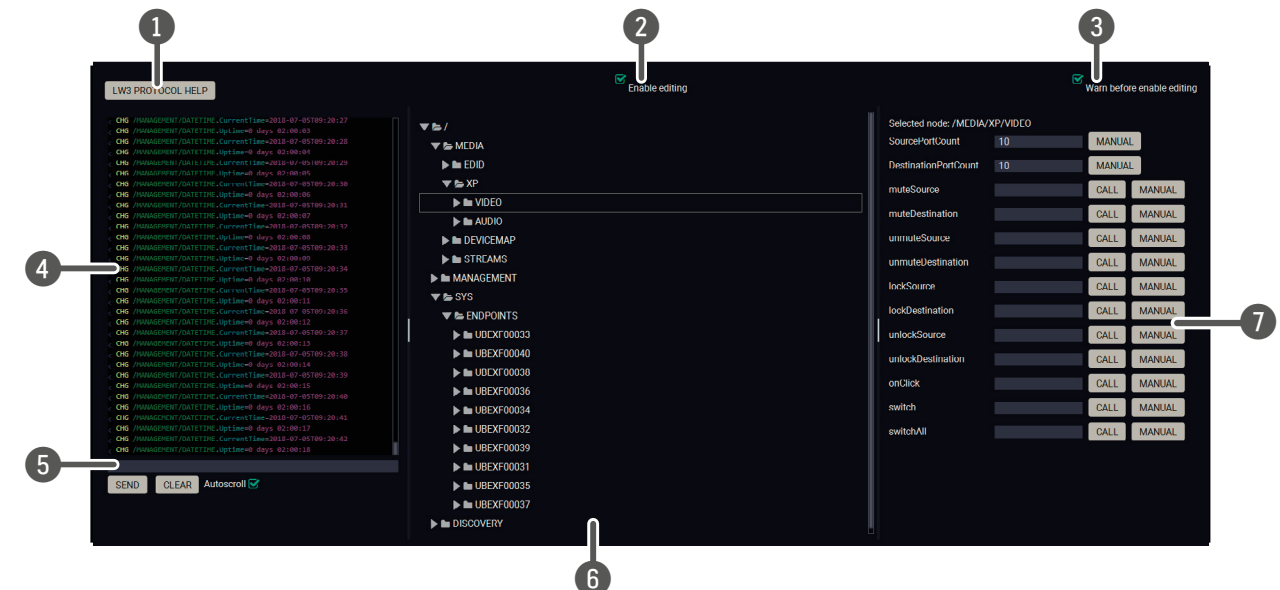 1
2
3
LW3 PROTOCOL HELP
Enable editing
Warn before enable editing
< CHG /MANAGEMENT/DATETIME.CurrentTime=2018-07-05T09:20:27
< CHG /MANAGEMENT/DATETIME.Uptime=0 days 02:00:03
< CHG /MANAGEMENT/DATETIME.CurrentTime=2018-07-05T09:20:28
< CHG /MANAGEMENT/DATETIME.Uptime=0 days 02:00:04
< CHG /MANAGEMENT/DATETIME.CurrentTime=2018-07-05T09:20:29
< CHG /MANAGEMENT/DATETIME.Uptime=0 days 02:00:05
< CHG /MANAGEMENT/DATETIME.CurrentTime=2018-07-05T09:20:30
< CHG /MANAGEMENT/DATETIME.Uptime=0 days 02:00:06
< CHG /MANAGEMENT/DATETIME.CurrentTime=2018-07-05T09:20:31
< CHG /MANAGEMENT/DATETIME.Uptime=0 days 02:00:07
< CHG /MANAGEMENT/DATETIME.CurrentTime=2018-07-05T09:20:32
< CHG /MANAGEMENT/DATETIME.Uptime=0 days 02:00:08
< CHG /MANAGEMENT/DATETIME.CurrentTime=2018-07-05T09:20:33
< CHG /MANAGEMENT/DATETIME.Uptime=0 days 02:00:09
< CHG /MANAGEMENT/DATETIME.CurrentTime=2018-07-05T09:20:34
< CHG /MANAGEMENT/DATETIME.Uptime=0 days 02:00:10
< CHG /MANAGEMENT/DATETIME.CurrentTime=2018-07-05T09:20:35
< CHG /MANAGEMENT/DATETIME.Uptime=0 days 02:00:11
< CHG /MANAGEMENT/DATETIME.CurrentTime=2018-07-05T09:20:36
< CHG /MANAGEMENT/DATETIME.Uptime=0 days 02:00:12
< CHG /MANAGEMENT/DATETIME.CurrentTime=2018-07-05T09:20:37
< CHG /MANAGEMENT/DATETIME.Uptime=0 days 02:00:13
< CHG /MANAGEMENT/DATETIME.CurrentTime=2018-07-05T09:20:38
< CHG /MANAGEMENT/DATETIME.Uptime=0 days 02:00:14
< CHG /MANAGEMENT/DATETIME.CurrentTime=2018-07-05T09:20:39
< CHG /MANAGEMENT/DATETIME.Uptime=0 days 02:00:15
< CHG /MANAGEMENT/DATETIME.CurrentTime=2018-07-05T09:20:40
< CHG /MANAGEMENT/DATETIME.Uptime=0 days 02:00:16
< CHG /MANAGEMENT/DATETIME.CurrentTime=2018-07-05T09:20:41
< CHG /MANAGEMENT/DATETIME.Uptime=0 days 02:00:17
< CHG /MANAGEMENT/DATETIME.CurrentTime=2018-07-05T09:20:42
< CHG /MANAGEMENT/DATETIME.Uptime=0 days 02:00:18
4
5
SEND CLEAR Autoscroll
/
MEDIA
EDID
XP
VIDEO
AUDIO
DEVICEMAP
STREAMS
MANAGEMENT
SYS
ENDPOINTS
UBEXF00033
UBEXF00040
UBEXF00038
UBEXF00036
UBEXF00034
UBEXF00032
UBEXF00039
UBEXF00031
UBEXF00035
UBEXF00037
DISCOVERY
6
Selected node: /MEDIA/XP/VIDEO
SourcePortCount 10 MANUAL
DestinationPortCount 10 MANUAL
muteSource CALL MANUAL
muteDestination CALL MANUAL
unmuteSource CALL MANUAL
unmuteDestination CALL MANUAL
lockSource CALL MANUAL
lockDestination CALL MANUAL
unlockSource CALL MANUAL
unlockDestination CALL MANUAL
onClick CALL MANUAL
switch CALL MANUAL
switchAll CALL MANUAL
7